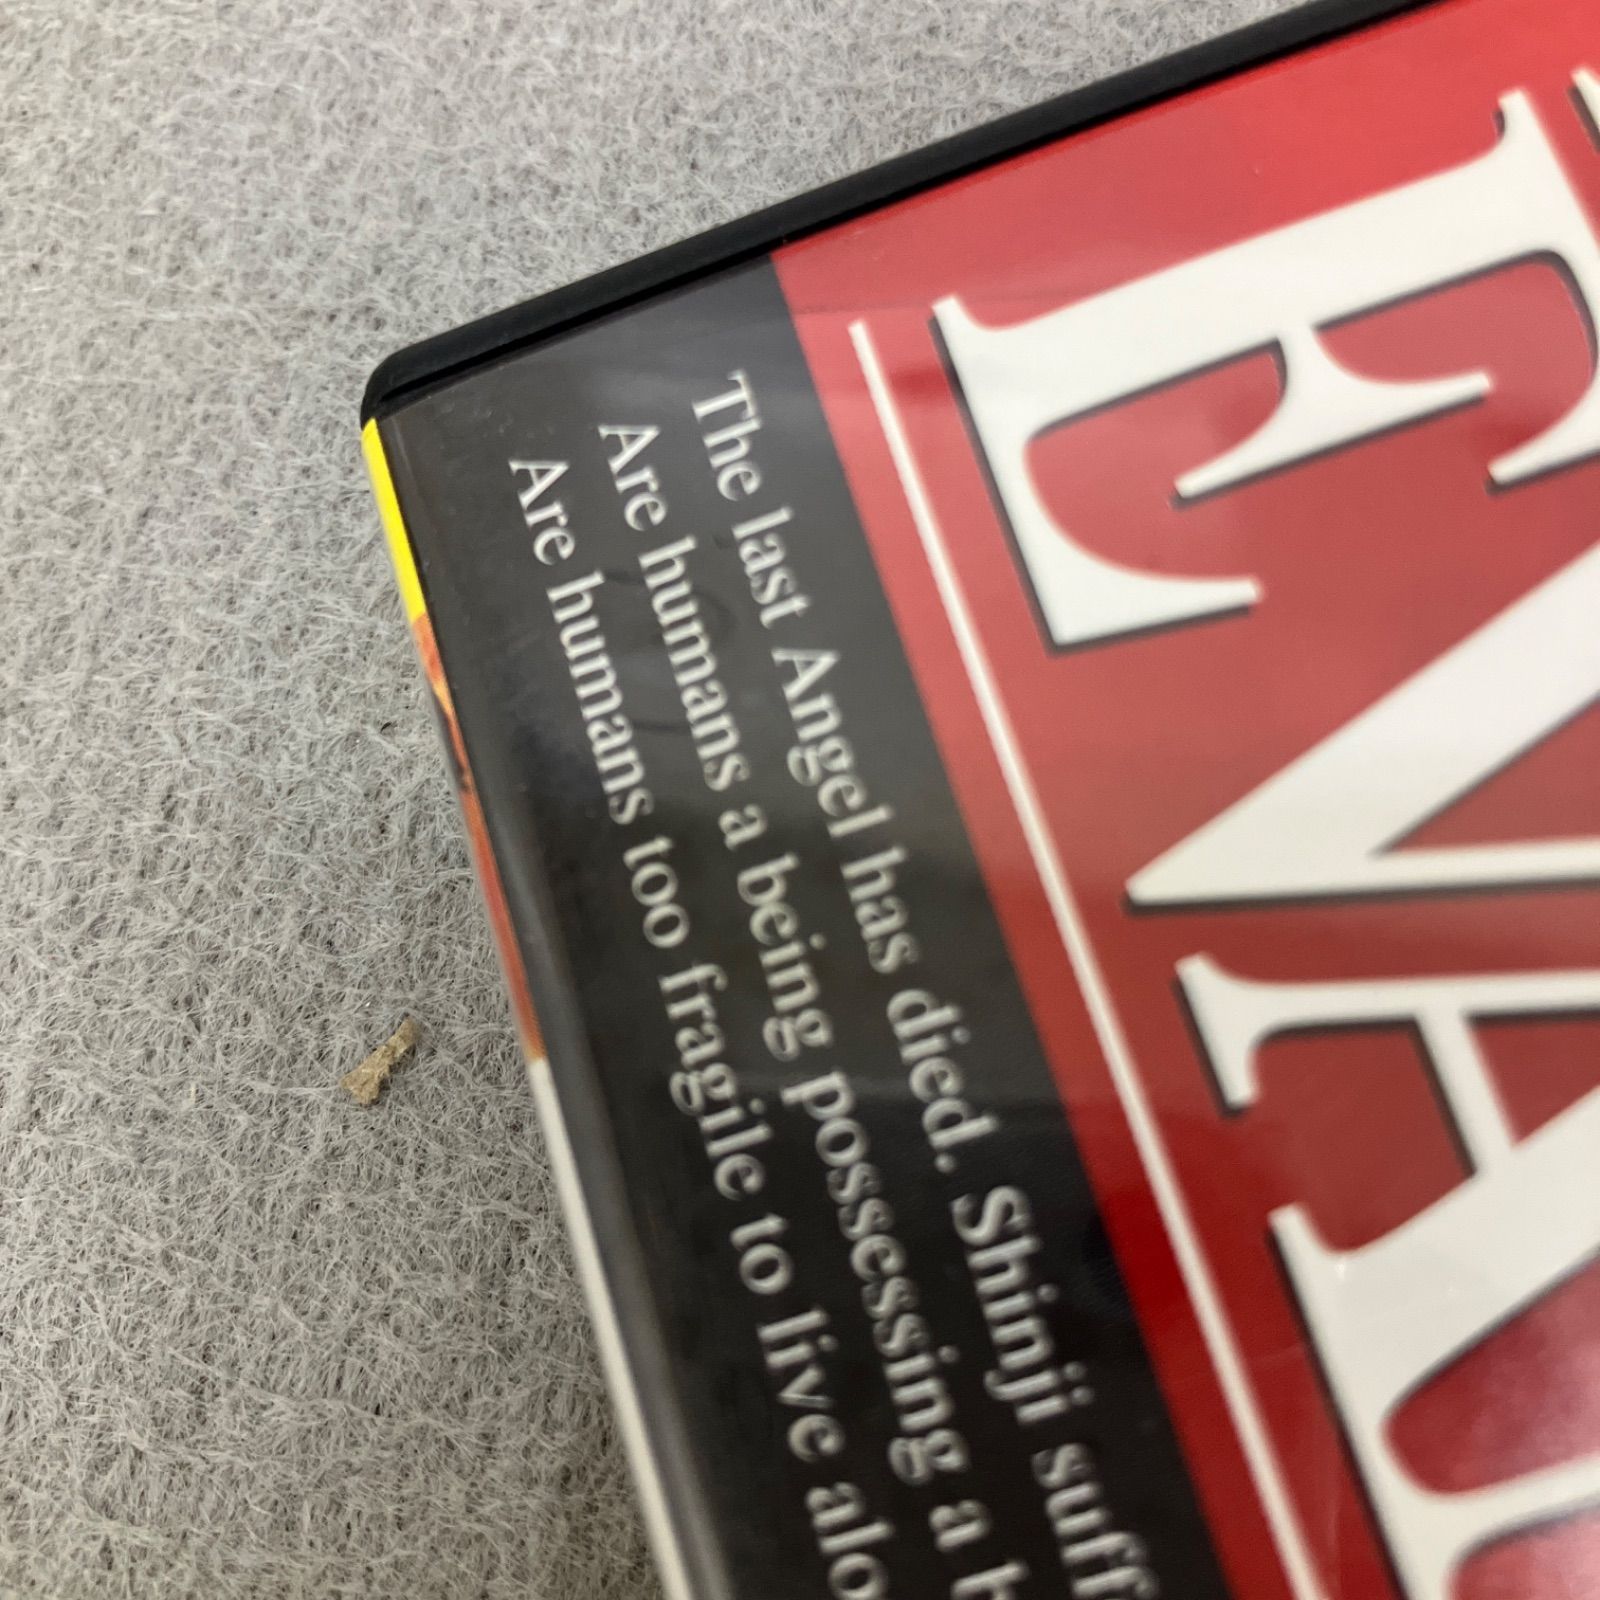 EVA
The last Angel has died. Shinji suff
Are humans a being possessing a h
Are humans too fragile to live alo